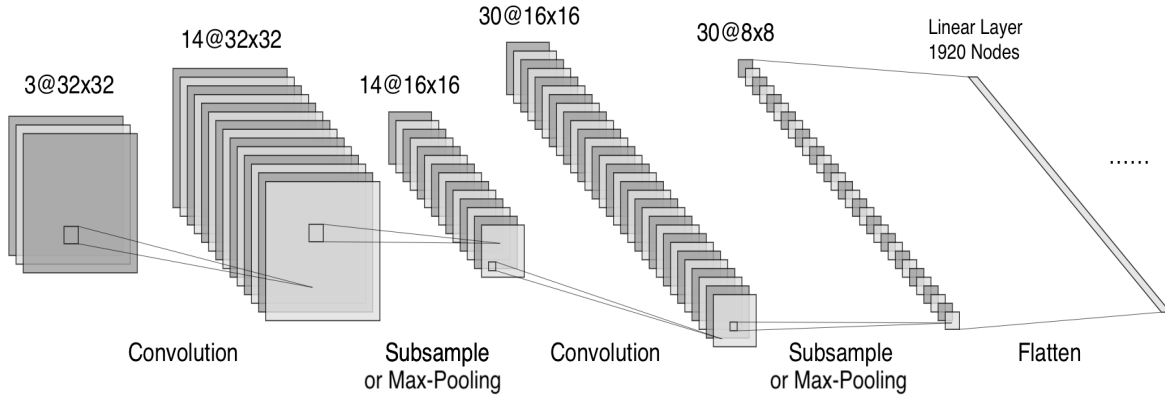 3@32x32
14@32x32
14@16x16
30@16x16
30@8x8
Linear Layer
1920 Nodes
......
Convolution
Subsample
or Max-Pooling
Convolution
Subsample
or Max-Pooling
Flatten